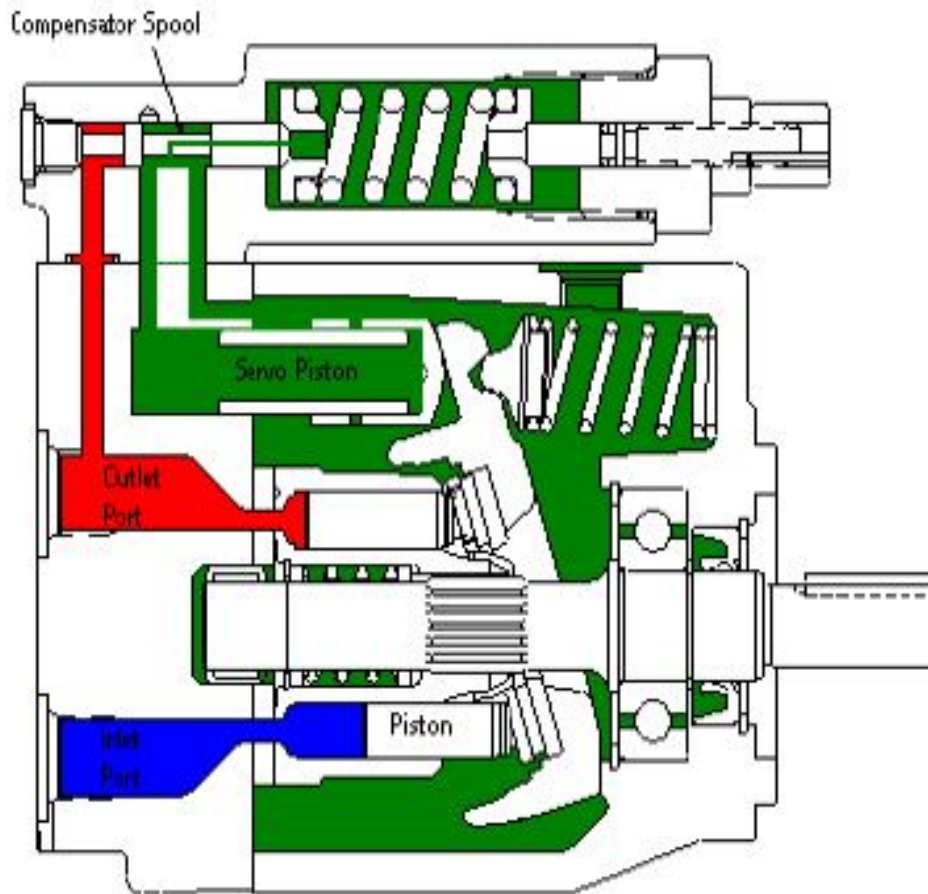 Compensator Spool
Servo Piston
Outlet
Port
Piston
Inlet
Port